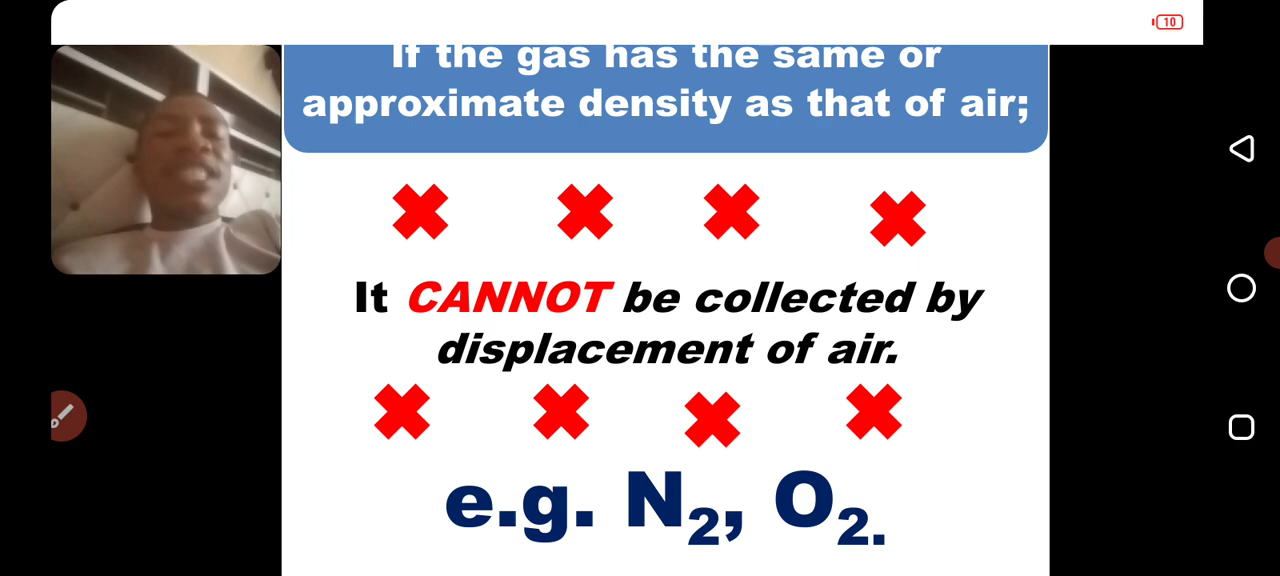 10
If the gas has the same or
approximate density as that of air;
It CANNOT be collected by
displacement of air.
e.g. N₂, O₂.